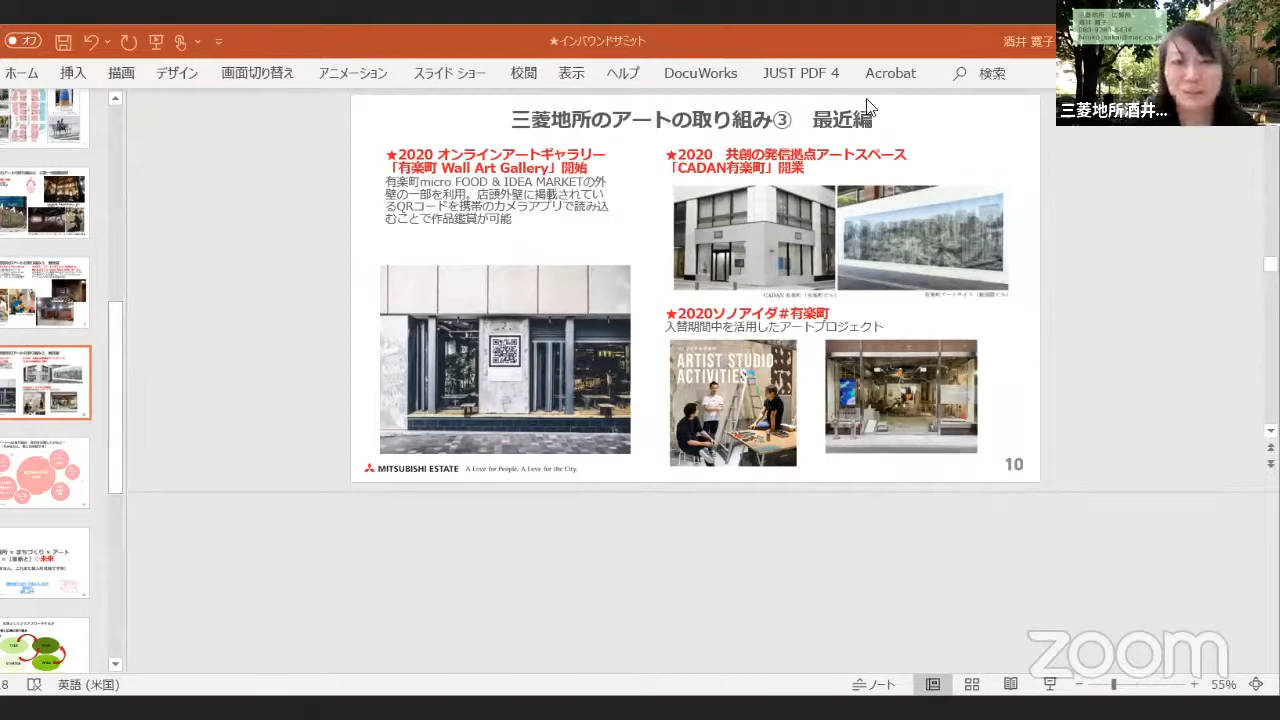 オフ
★インバウンドサミット
酒井 寛子
ホーム
挿入
描画
デザイン
画面切り替え
アニメーション
スライド ショー
校閲
表示
ヘルプ
DocuWorks
JUST PDF 4
Acrobat
検索
三菱地所酒井...
三菱地所のアートの取り組み③　最近編
★2020 オンラインアートギャラリー
「有楽町 Wall Art Gallery」開始
有楽町micro FOOD & IDEA MARKETの外
壁の一部を利用。店頭外壁に掲載されてい
るQRコードを携帯のカメラアプリで読み込
むことで作品鑑賞が可能
★2020　共創の発信拠点アートスペース
「CADAN有楽町」開業
CADAN 有楽町（有楽町ビル）
★2020ソノアイダ#有楽町
入替期間中を活用したアートプロジェクト
ARTIST STUDIO
ACTIVITIES
MITSUBISHI ESTATE A Love for People. A Love for the City.
10
zoom
英語 (米国)
ノート
55%